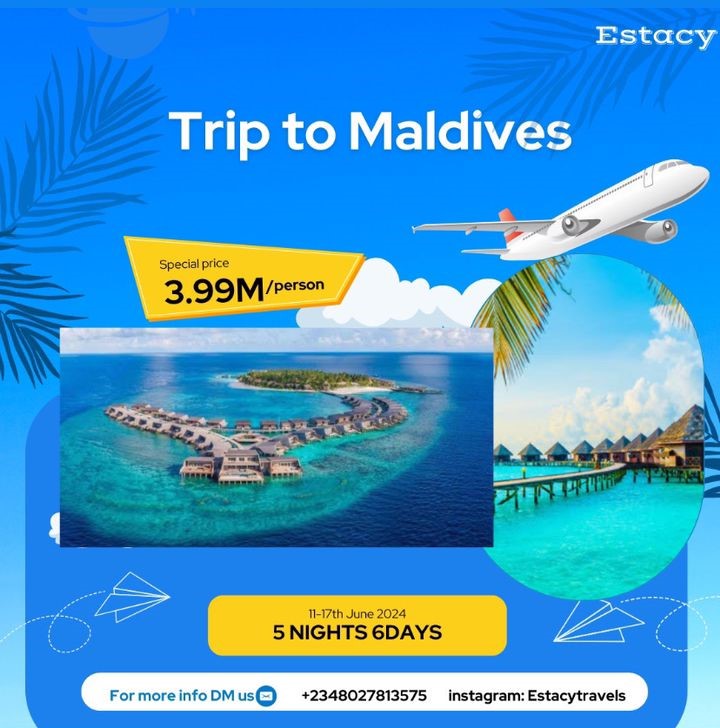 Estacy
Trip to Maldives
Special price
3.99M/person
11-17th June 2024
5 NIGHTS 6DAYS
For more info DM us
+2348027813575
instagram: Estacytravels